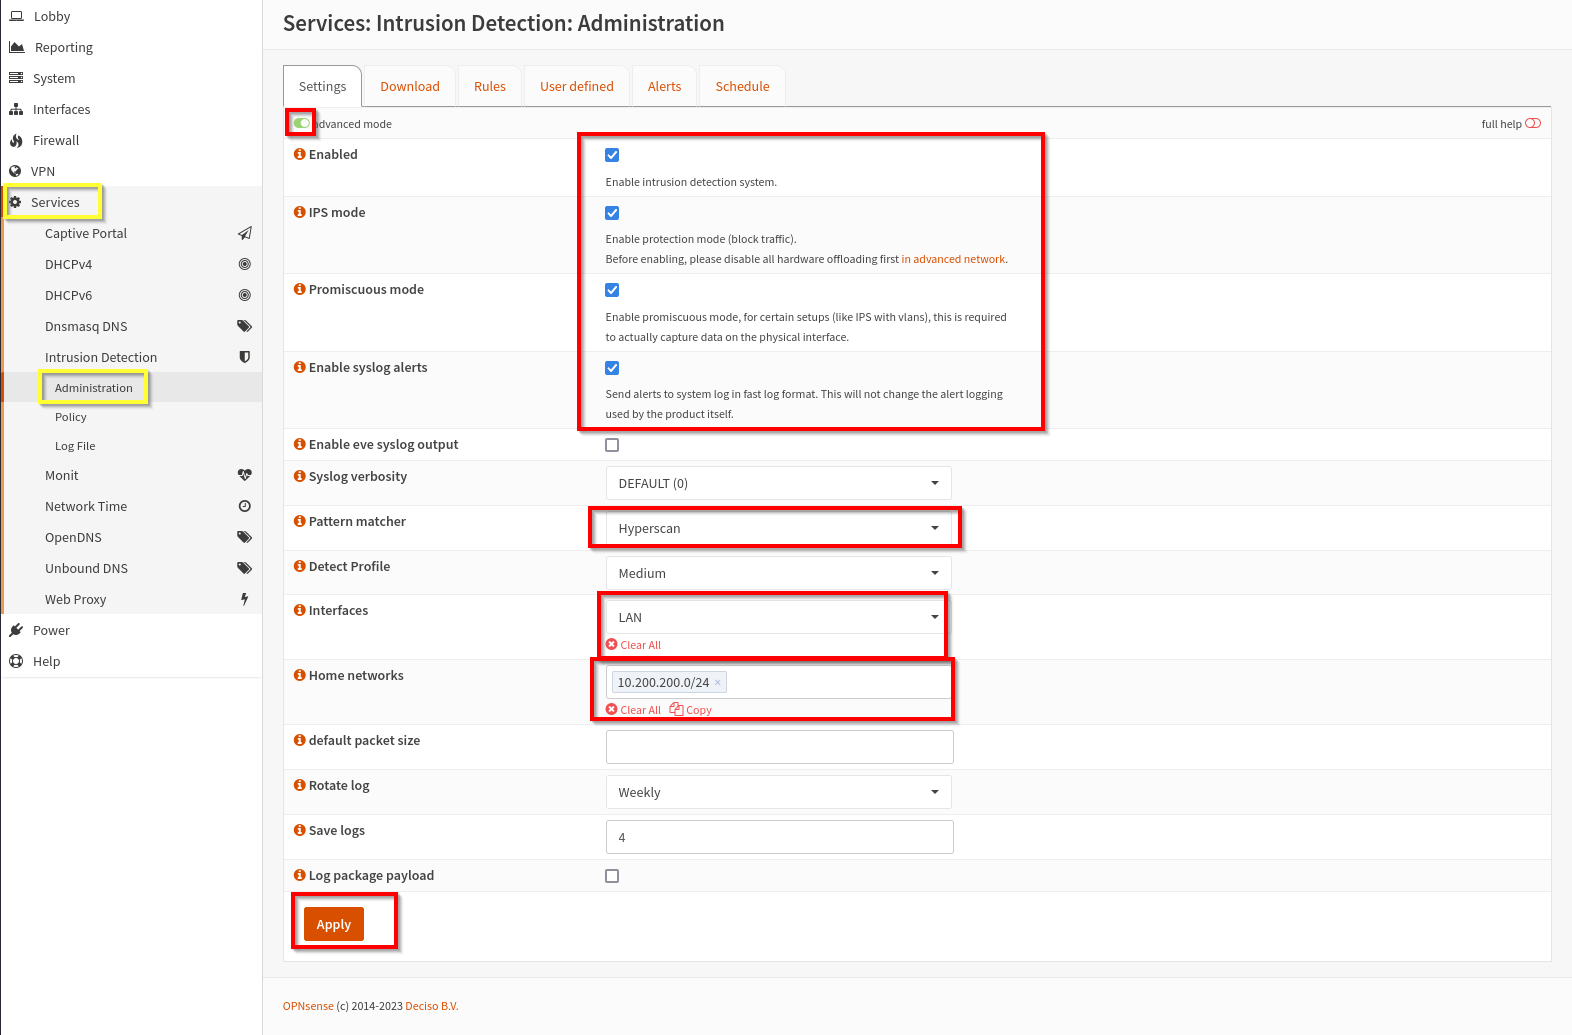 Lobby
Reporting
System
Interfaces
Firewall
VPN
Services
Captive Portal
DHCPv4
DHCPv6
Dnsmasq DNS
Intrusion Detection
Administration
Policy
Log File
Monit
Network Time
OpenDNS
Unbound DNS
Web Proxy
Power
Help
Services: Intrusion Detection: Administration
Settings Download Rules User defined Alerts Schedule
advanced mode full help
Enabled
Enable intrusion detection system.
IPS mode
Enable protection mode (block traffic).
Before enabling, please disable all hardware offloading first in advanced network.
Promiscuous mode
Enable promiscuous mode, for certain setups (like IPS with vlans), this is required
to actually capture data on the physical interface.
Enable syslog alerts
Send alerts to system log in fast log format. This will not change the alert logging
used by the product itself.
Enable eve syslog output
Syslog verbosity DEFAULT (0)
Pattern matcher Hyperscan
Detect Profile Medium
Interfaces LAN
Clear All
Home networks 10.200.200.0/24 ×
Clear All Copy
default packet size
Rotate log Weekly
Save logs 4
Log package payload
Apply
OPNsense (c) 2014-2023 Deciso B.V.